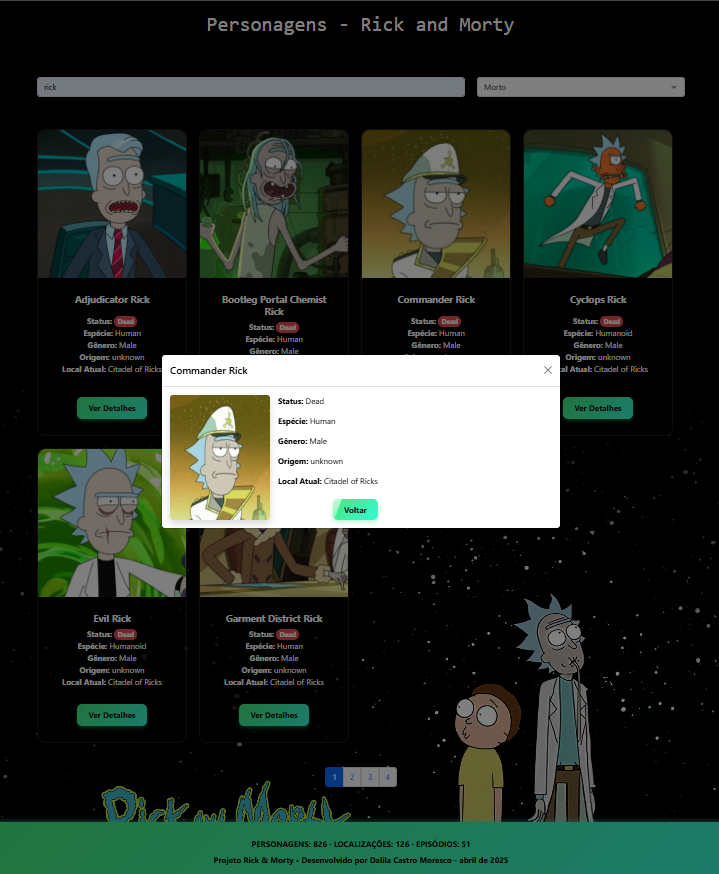 Personagens - Rick and Morty
rick
Morto
Adjudicator Rick
Status: Dead
Espécie: Human
Gênero: Male
Origem: unknown
Local Atual: Citadel of Ricks
Ver Detalhes
Bootleg Portal Chemist
Rick
Status: Dead
Espécie: Human
Gênero: Male
Commander Rick
Status: Dead
Espécie: Human
Gênero: Male
Cyclops Rick
Status: Dead
Espécie: Humanoid
Gênero: Male
Origem: unknown
Atual: Citadel of Ricks
Ver Detalhes
Commander Rick
Status: Dead
Espécie: Human
Gênero: Male
Origem: unknown
Local Atual: Citadel of Ricks
Voltar
Evil Rick
Status: Dead
Espécie: Humanoid
Gênero: Male
Origem: unknown
Local Atual: Citadel of Ricks
Ver Detalhes
Garment District Rick
Status: Dead
Espécie: Human
Gênero: Male
Origem: unknown
Local Atual: Citadel of Ricks
Ver Detalhes
1 2 3 4
Rick and Morty
PERSONAGENS: 826 · LOCALIZAÇÕES: 126 · EPISÓDIOS: 51
Projeto Rick & Morty • Desenvolvido por Dalila Castro Moresco - abril de 2025